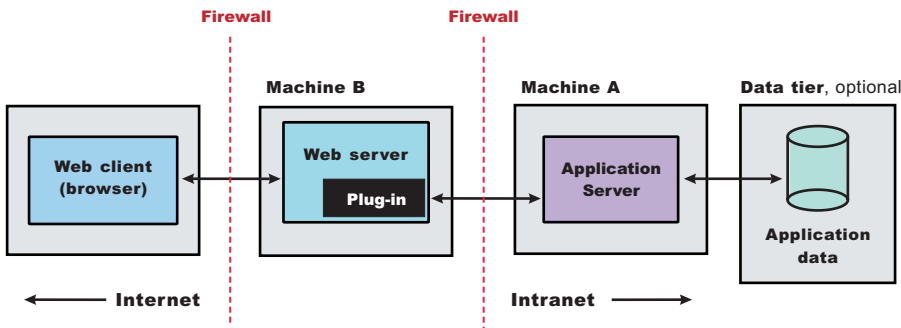 Firewall
Firewall
Machine B
Machine A
Data tier, optional
Web client
(browser)
Web server
Plug-in
Application
Server
Application
data
Internet
Intranet